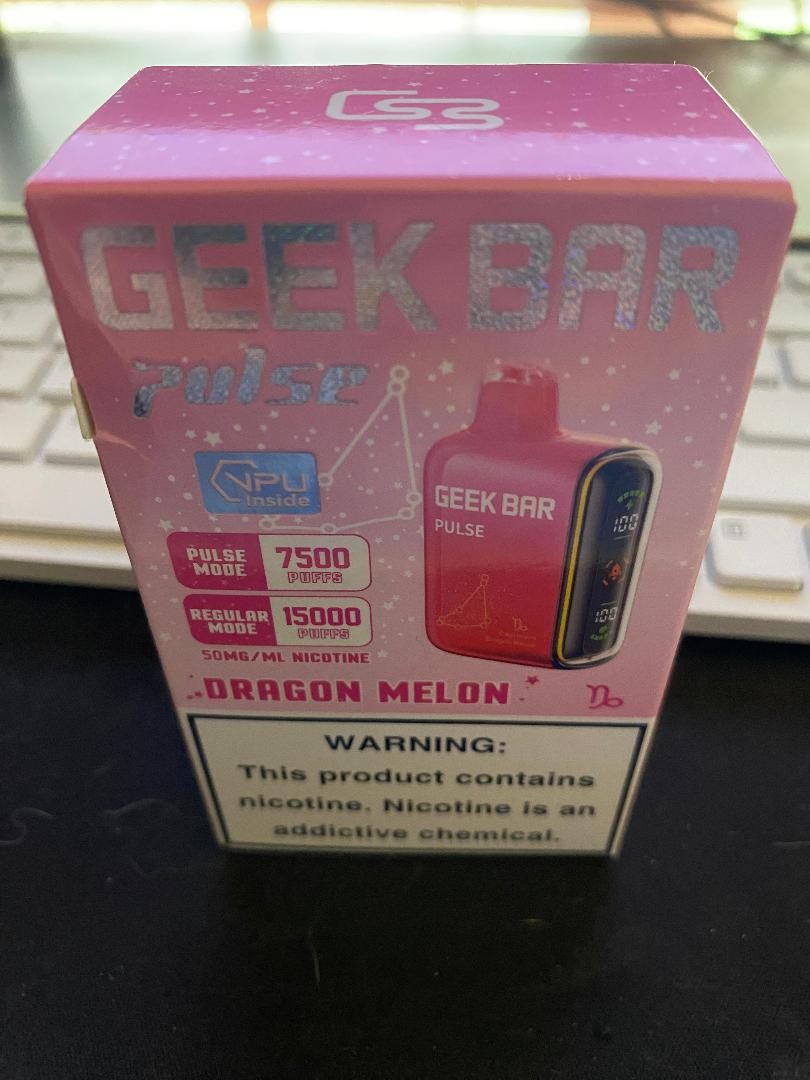 GB
GEEK BAR
pulse
VPU
inside
PULSE MODE 7500 PUFFS
REGULAR MODE 15000 PUFFS
50MG/ML NICOTINE
GEEK BAR
PULSE
100
100
DRAGON MELON
WARNING:
This product contains
nicotine. Nicotine is an
addictive chemical.